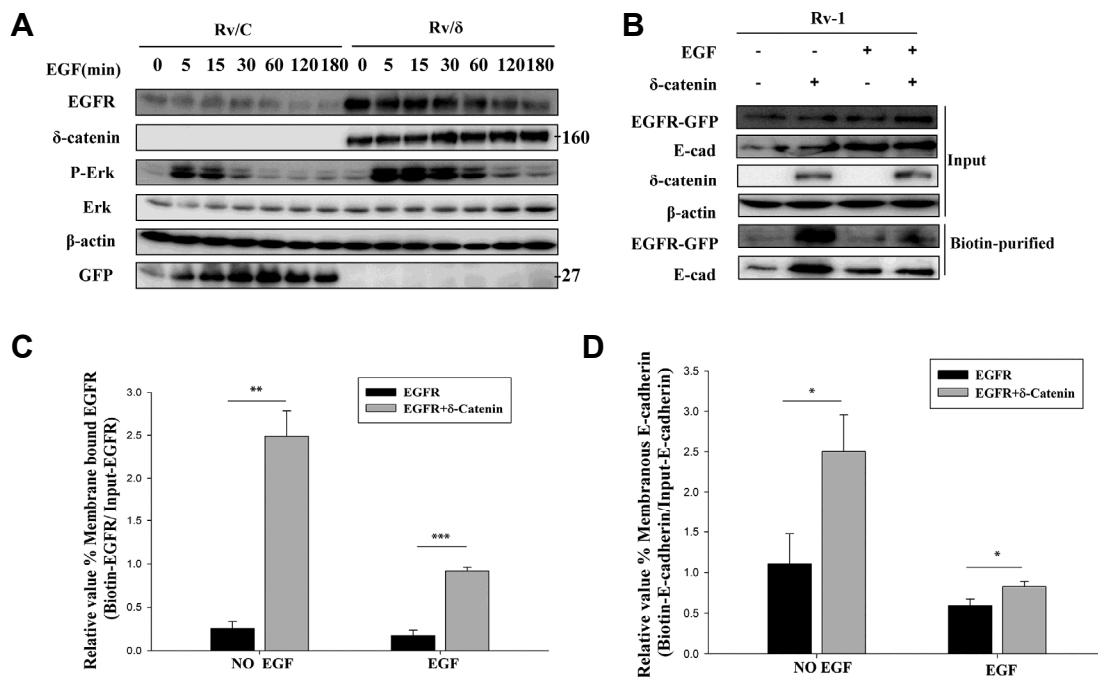 A
Rv/C Rv/δ
EGF(min) 0 5 15 30 60 120 180 0 5 15 30 60 120 180
EGFR
δ-catenin
160
P-Erk
Erk
β-actin
GFP
27
B
Rv-1
EGF - - + +
δ-catenin - + - +
EGFR-GFP
E-cad
δ-catenin
β-actin
Input
EGFR-GFP
E-cad
Biotin-purified
C
Relative value % Membrane bound EGFR
(Biotin-EGFR/ Input-EGFR)
3.0
2.5
2.0
1.5
1.0
0.5
0.0
**
***
EGFR
EGFR+δ-Catenin
NO EGF
EGF
D
Relative value % Membranous E-cadherin
(Biotin-E-cadherin/Input-E-cadherin)
3.5
3.0
2.5
2.0
1.5
1.0
0.5
0.0
*
*
EGFR
EGFR+δ-Catenin
NO EGF
EGF